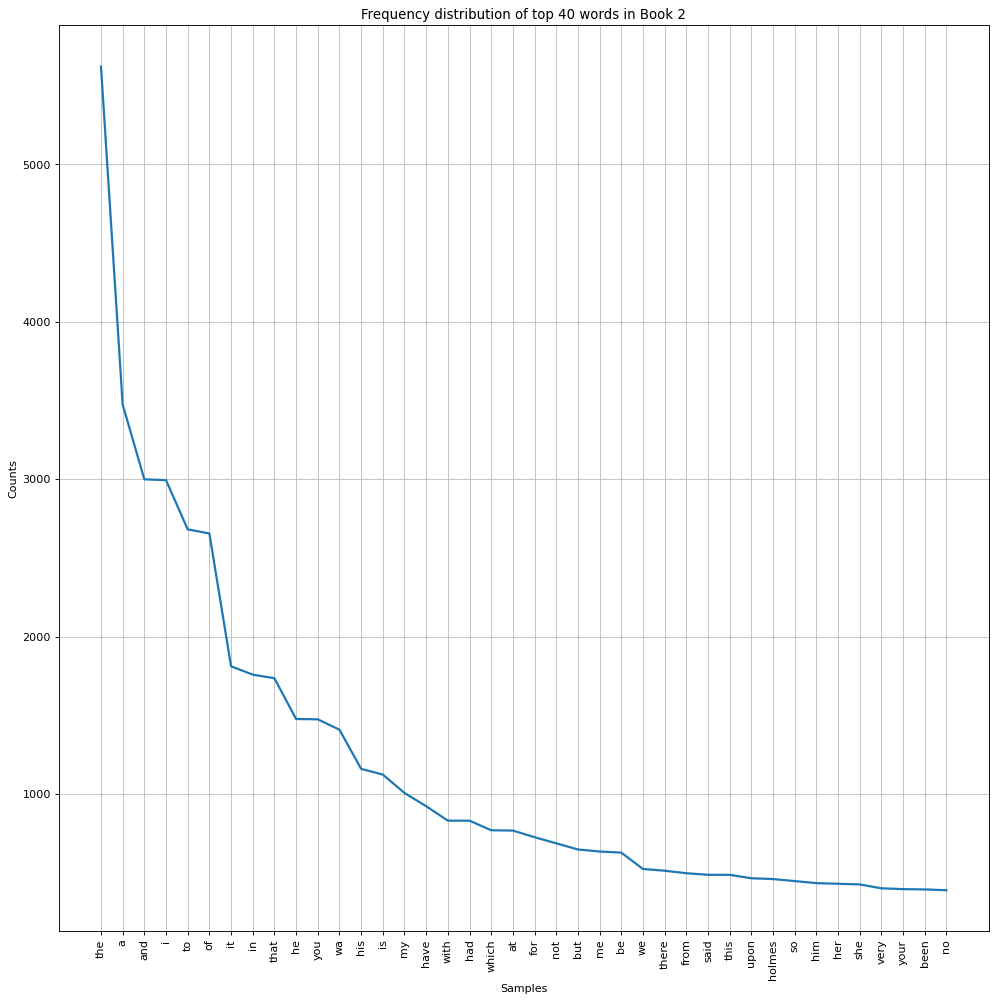 Frequency distribution of top 40 words in Book 2
5000
4000
3000
2000
1000
Counts
the
a
and
i
to
of
it
in
that
he
you
wa
his
is
my
have
with
had
which
at
for
not
but
me
be
we
there
from
said
this
upon
holmes
so
him
her
she
very
your
been
no
Samples